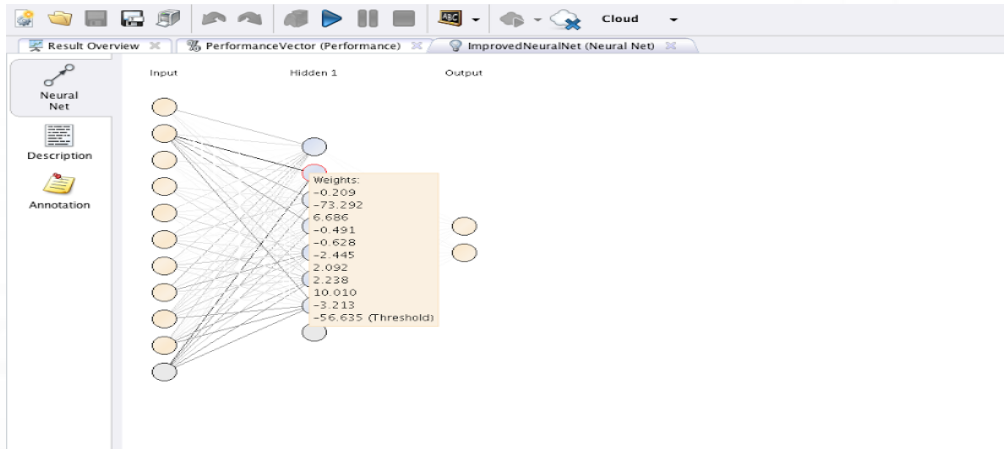 ABC
Cloud
Result Overview
% PerformanceVector (Performance)
ImprovedNeuralNet (Neural Net)
Neural
Net
Description
Annotation
Input
Hidden 1
Output
Weights:
-0.209
-73.292
6.686
-0.491
-0.628
-2.445
2.092
2.238
10.010
-3.213
-56.635 (Threshold)